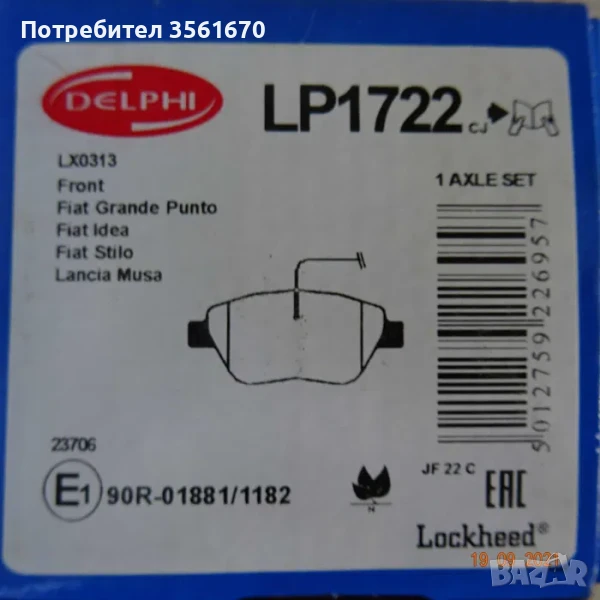 Потребител 3561670
DELPHI
LP1722 CJ
LX0313
Front
Fiat Grande Punto
Fiat Idea
Fiat Stilo
Lancia Musa
1 AXLE SET
5012759226957
23706
E1 90R-01881/1182
N
JF 22 C
EAC
Lockheed®
BAZAR